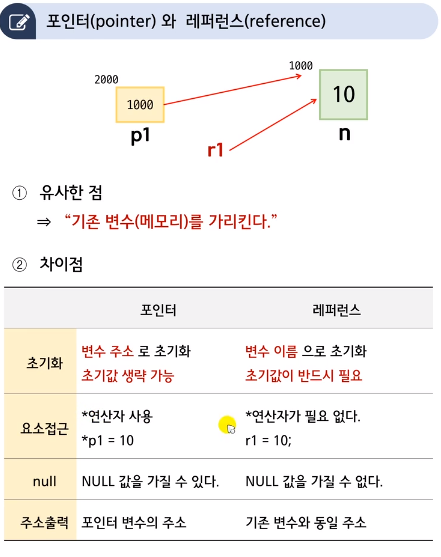 포인터(pointer) 와 레퍼런스(reference)
2000
1000
1000
10
p1
r1
n
① 유사한 점
⇒ “기존 변수(메모리)를 가리킨다.”
② 차이점
포인터 레퍼런스
초기화
변수 주소 로 초기화 변수 이름 으로 초기화
초기값 생략 가능 초기값이 반드시 필요
요소접근
*연산자 사용 *연산자가 필요 없다.
*p1 = 10 r1 = 10;
null NULL 값을 가질 수 있다. NULL 값을 가질 수 없다.
주소출력 포인터 변수의 주소 기존 변수와 동일 주소